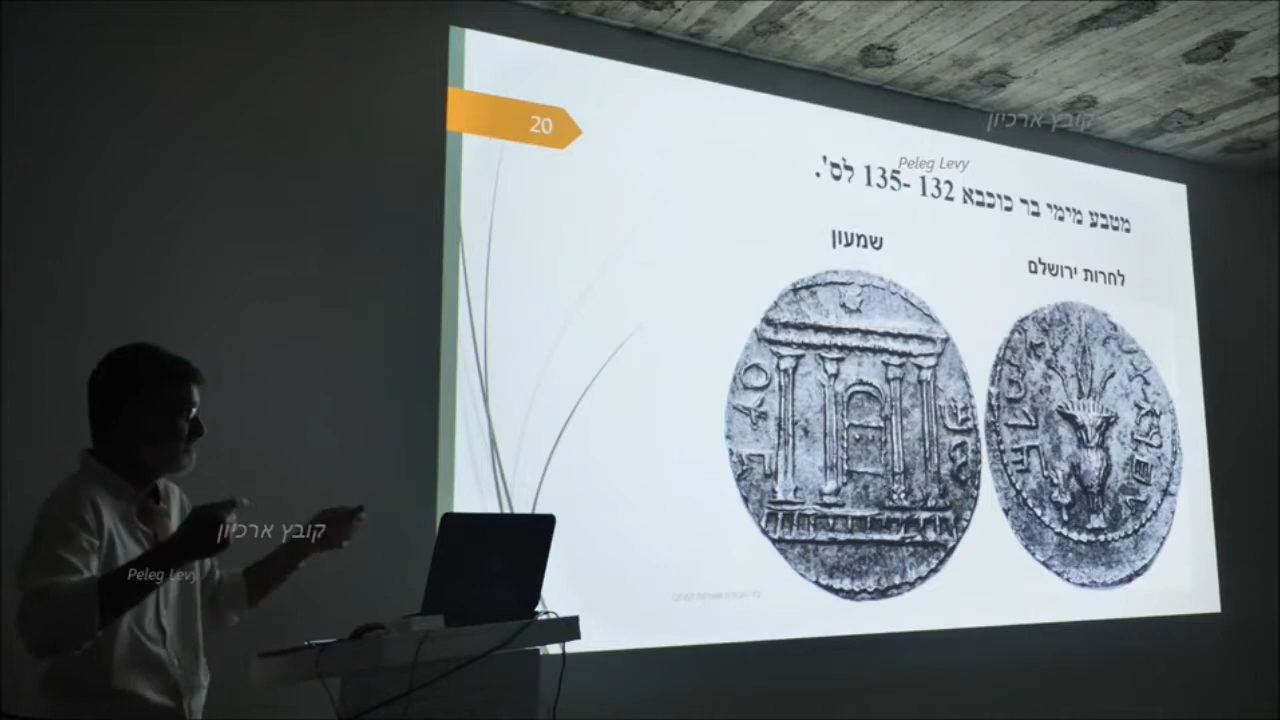 20
קובץ ארכיון
Peleg Levy
מטבע מימי בר כוכבא 132 -135 לס'.
לחרות ירושלם
שמעון
קובץ ארכיון
Peleg Levy